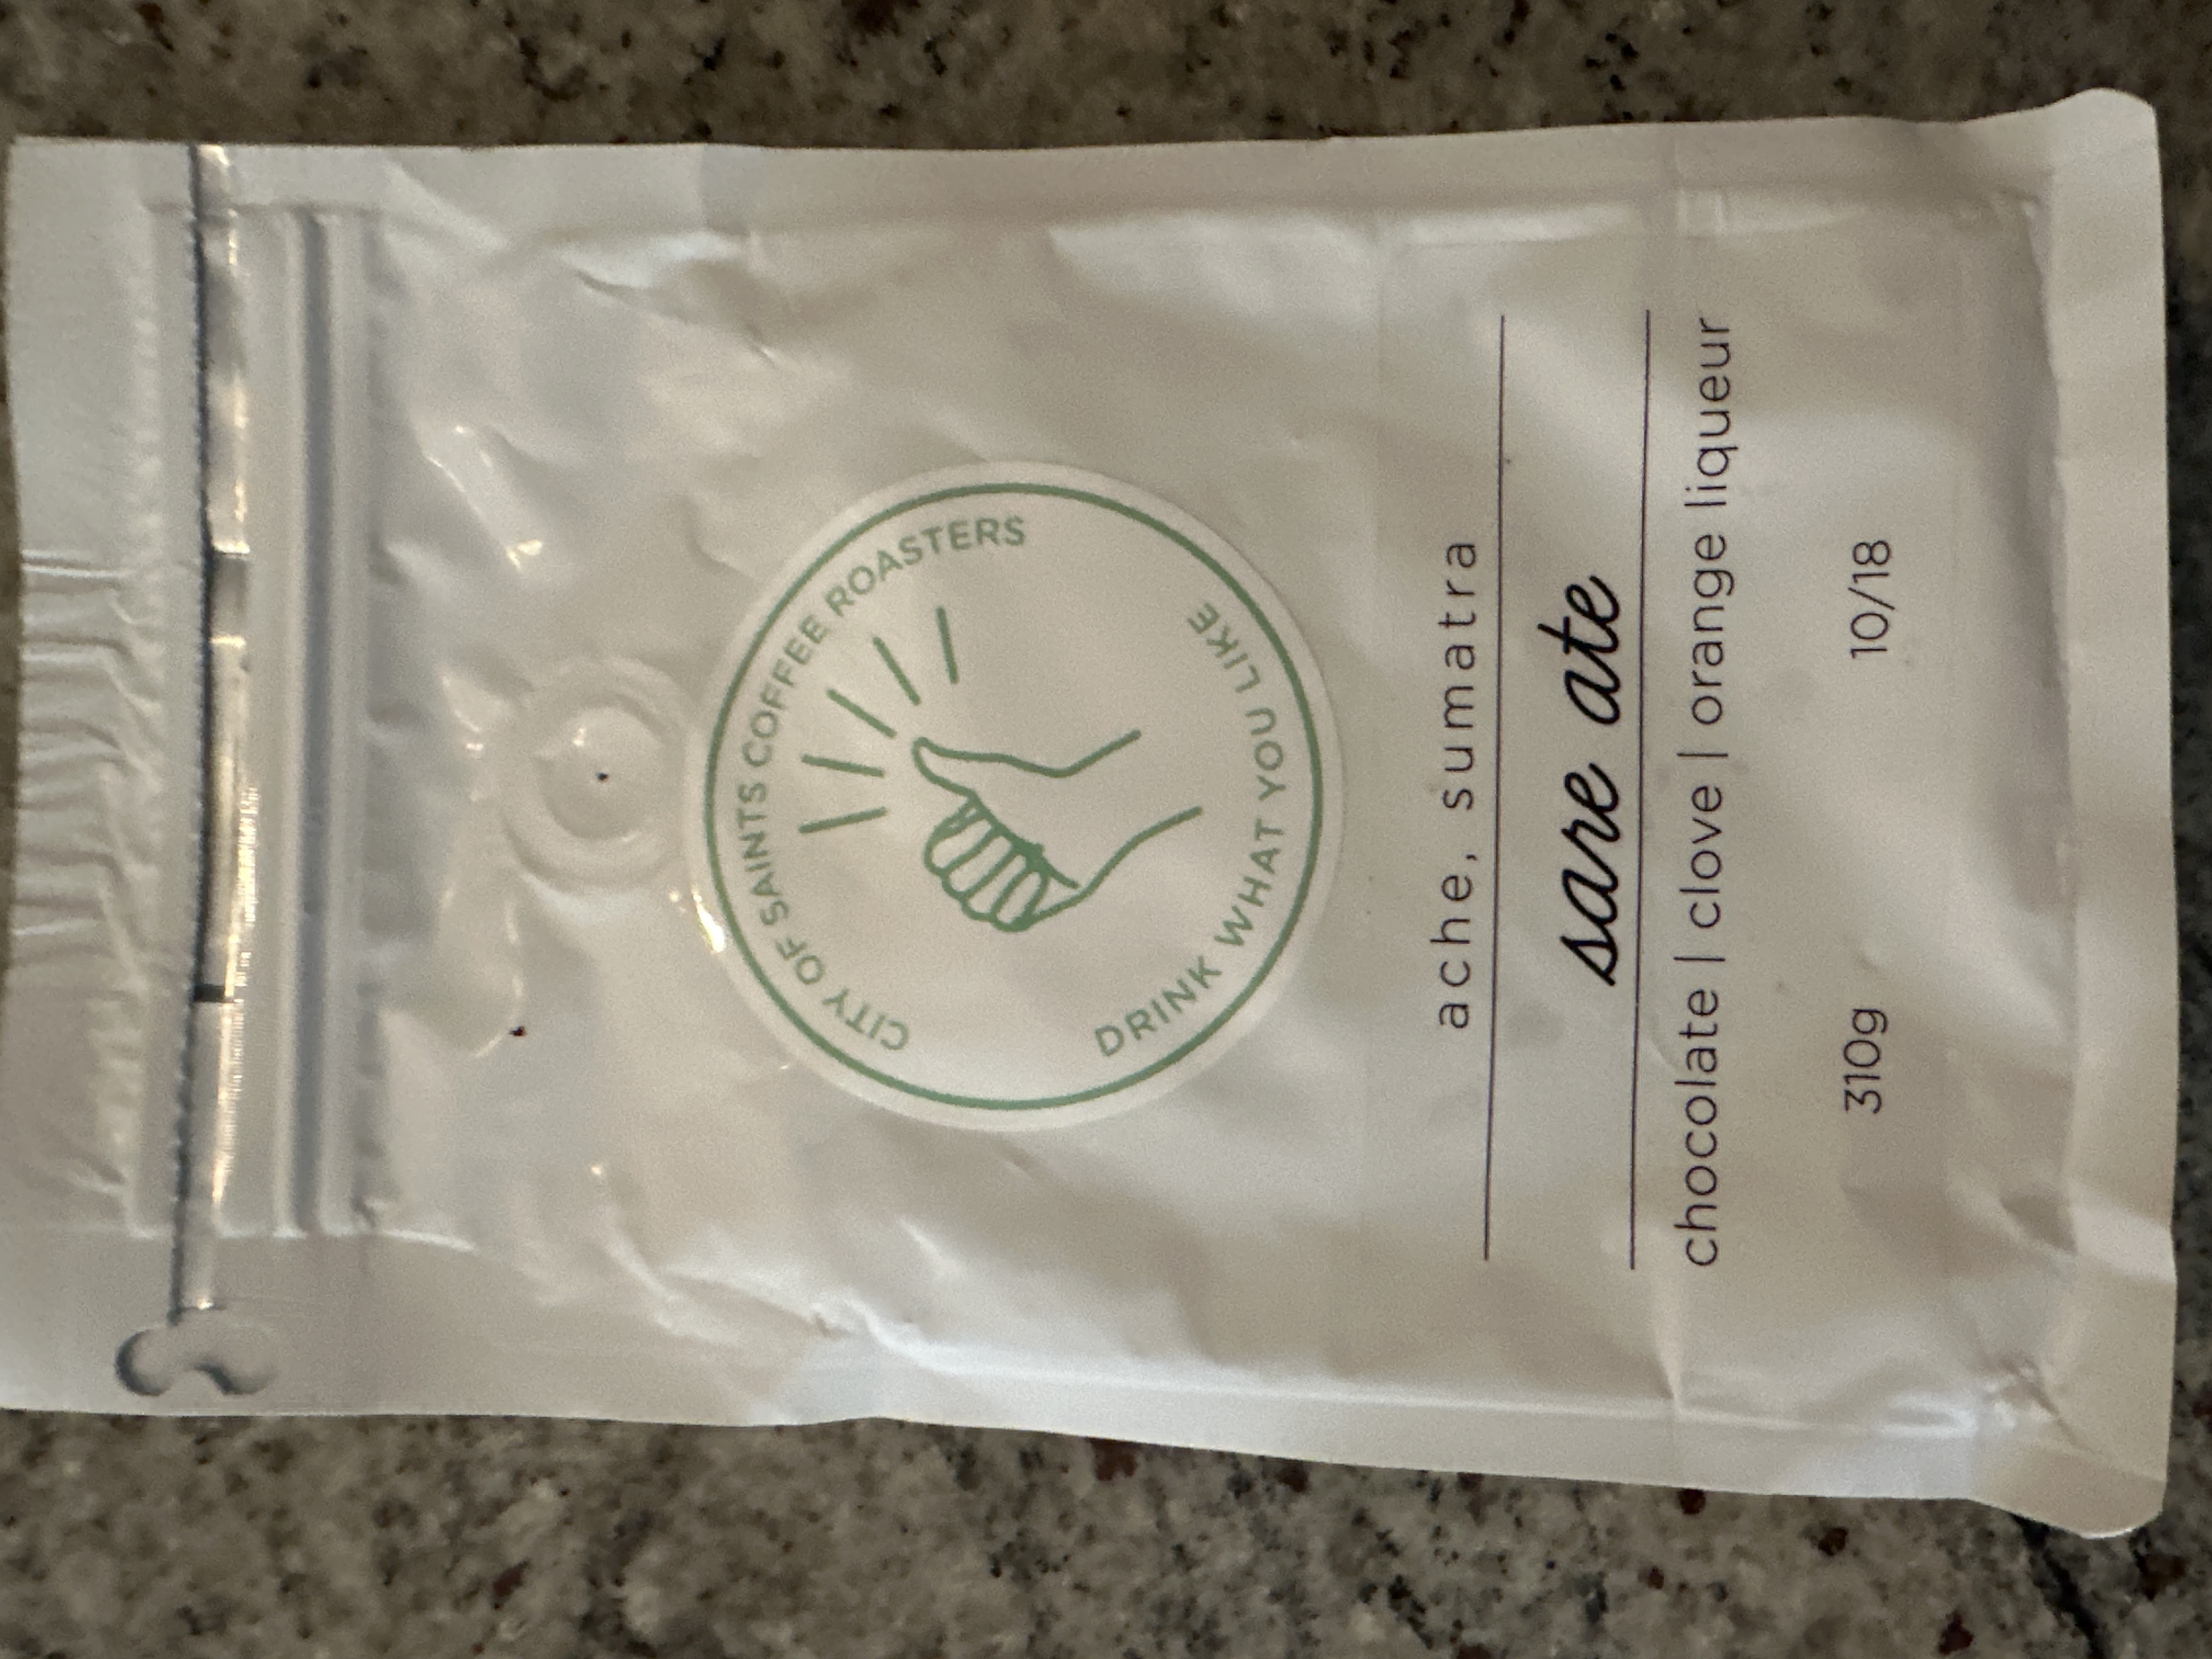 CITY OF SAINTS COFFEE ROASTERS
DRINK WHAT YOU LIKE
ache, sumatra
sare ate
chocolate | clove | orange liqueur
310g 10/18